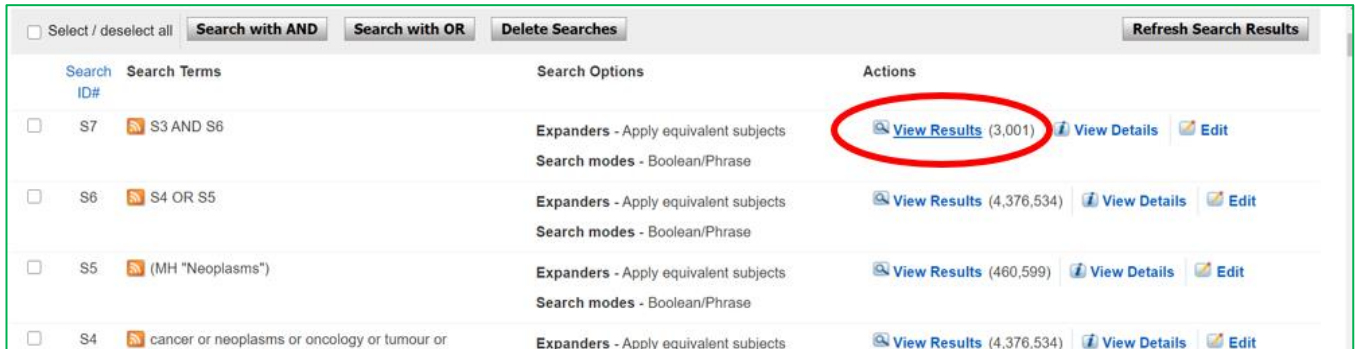 Select / deselect all Search with AND Search with OR Delete Searches Refresh Search Results
Search ID# Search Terms Search Options Actions
S7 S3 AND S6 Expanders - Apply equivalent subjects View Results (3,001) View Details Edit
Search modes - Boolean/Phrase
S6 S4 OR S5 Expanders - Apply equivalent subjects View Results (4,376,534) View Details Edit
Search modes - Boolean/Phrase
S5 (MH "Neoplasms") Expanders - Apply equivalent subjects View Results (460,599) View Details Edit
Search modes - Boolean/Phrase
S4 cancer or neoplasms or oncology or tumour or Expanders - Apply equivalent subjects View Results (4,376,534) View Details Edit